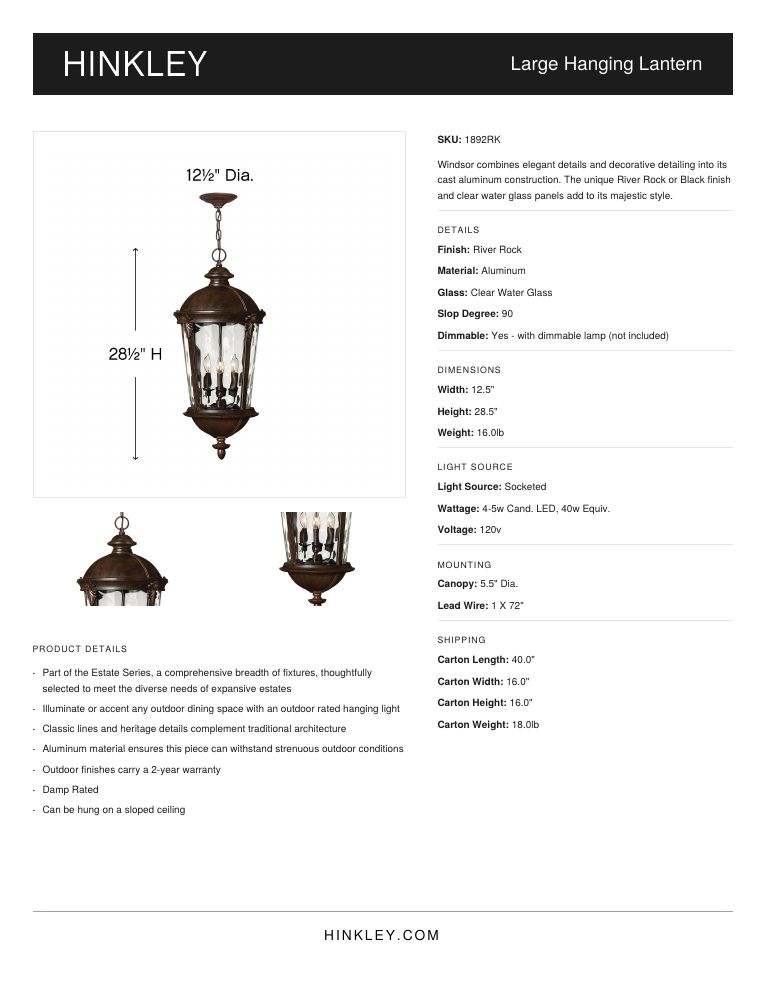 HINKLEY
Large Hanging Lantern
12½" Dia.
28½" H
PRODUCT DETAILS
· Part of the Estate Series, a comprehensive breadth of fixtures, thoughtfully
selected to meet the diverse needs of expansive estates
· Illuminate or accent any outdoor dining space with an outdoor rated hanging light
· Classic lines and heritage details complement traditional architecture
· Aluminum material ensures this piece can withstand strenuous outdoor conditions
· Outdoor finishes carry a 2-year warranty
· Damp Rated
· Can be hung on a sloped ceiling
SKU: 1892RK
Windsor combines elegant details and decorative detailing into its
cast aluminum construction. The unique River Rock or Black finish
and clear water glass panels add to its majestic style.
DETAILS
Finish: River Rock
Material: Aluminum
Glass: Clear Water Glass
Slop Degree: 90
Dimmable: Yes - with dimmable lamp (not included)
DIMENSIONS
Width: 12.5"
Height: 28.5"
Weight: 16.0lb
LIGHT SOURCE
Light Source: Socketed
Wattage: 4-5w Cand. LED, 40w Equiv.
Voltage: 120v
MOUNTING
Canopy: 5.5" Dia.
Lead Wire: 1 X 72"
SHIPPING
Carton Length: 40.0"
Carton Width: 16.0"
Carton Height: 16.0"
Carton Weight: 18.0lb
HINKLEY.COM